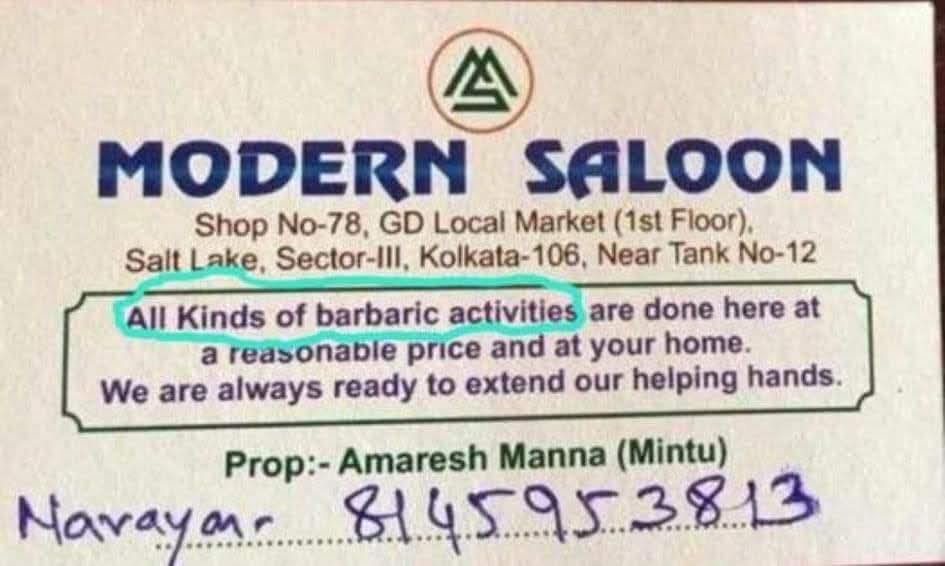 MS
MODERN SALOON
Shop No-78, GD Local Market (1st Floor),
Salt Lake, Sector-III, Kolkata-106, Near Tank No-12
All Kinds of barbaric activities are done here at
a reasonable price and at your home.
We are always ready to extend our helping hands.
Prop:- Amaresh Manna (Mintu)
Narayan 8145953813